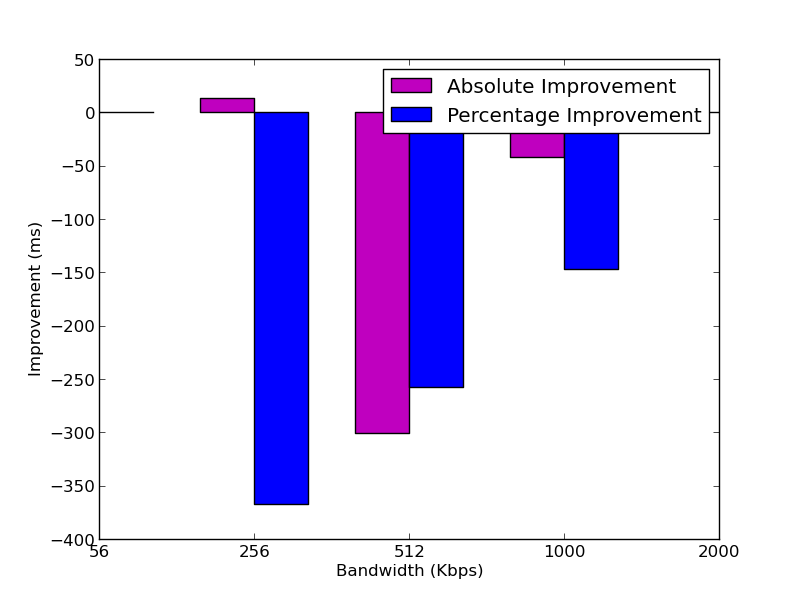 50
Absolute Improvement
0
Percentage Improvement
−50
−100
−150
−200
Improvement (ms)
−250
−300
−350
−400
56 256 512 1000 2000
Bandwidth (Kbps)